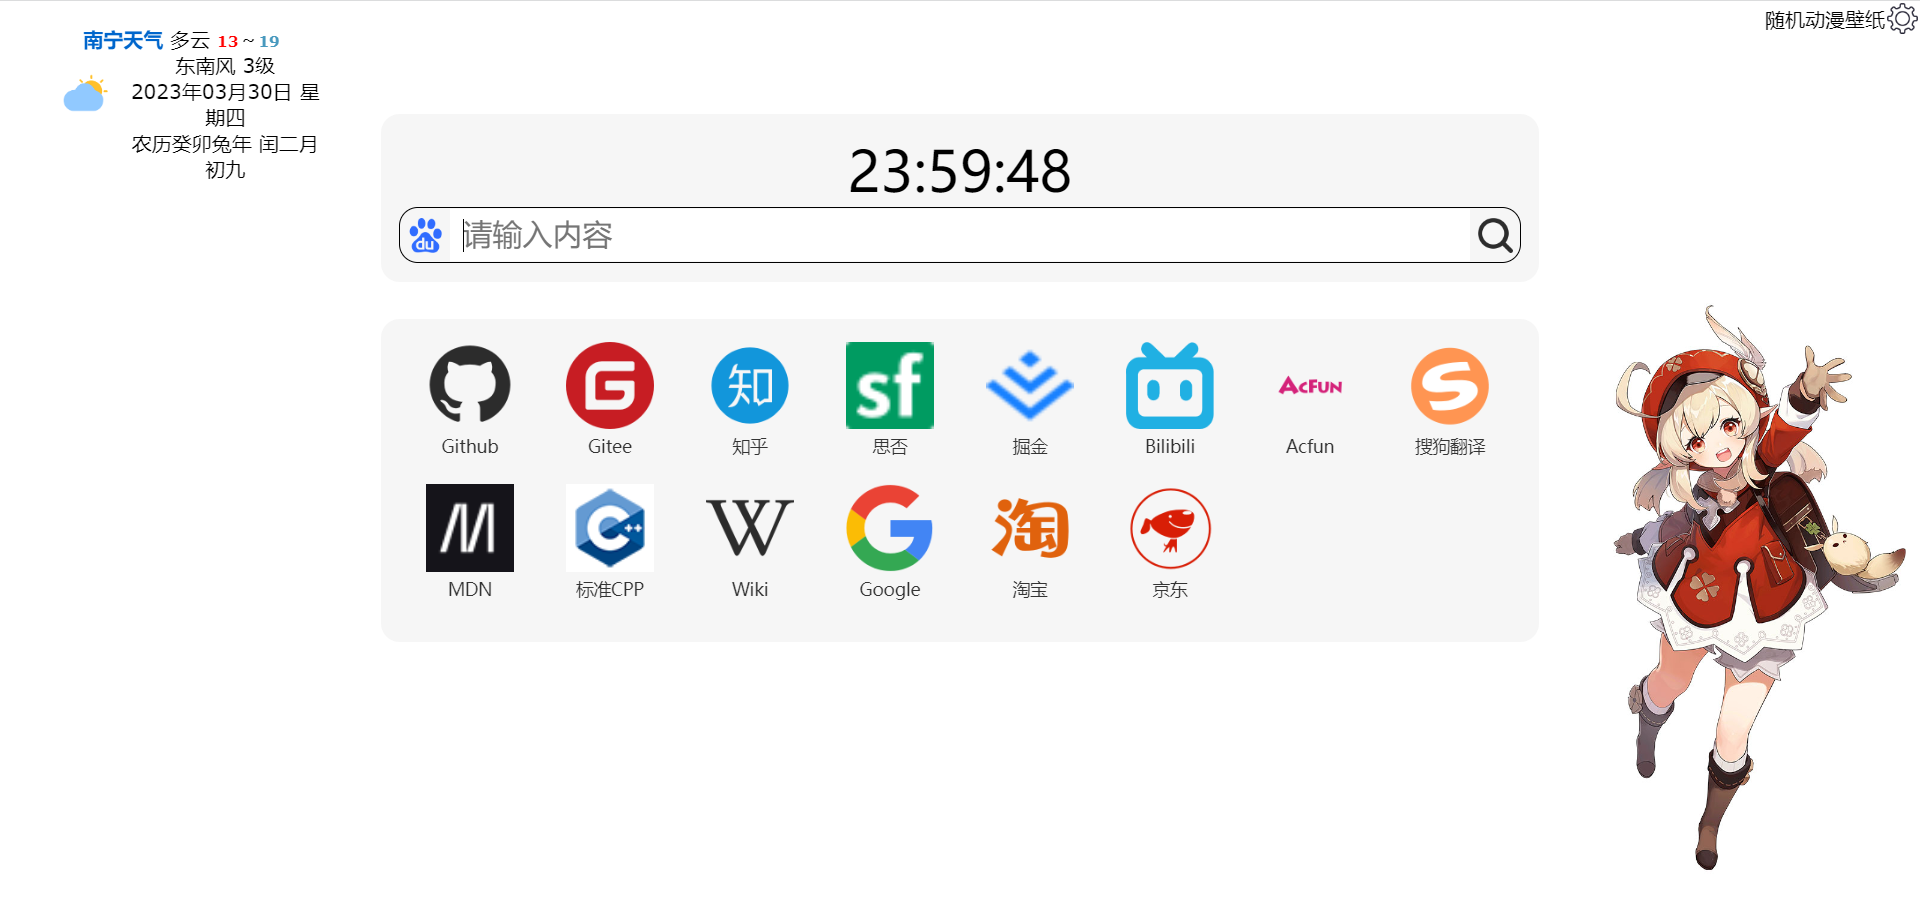 南宁天气 多云 13 ~ 19
东南风 3级
2023年03月30日 星
期四
农历癸卯兔年 闰二月
初九
随机动漫壁纸
23:59:48
du
请输入内容
知
sf
ACFUN
Github
Gitee
知乎
思否
掘金
Bilibili
Acfun
搜狗翻译
C++
W
淘
MDN
标准CPP
Wiki
Google
淘宝
京东